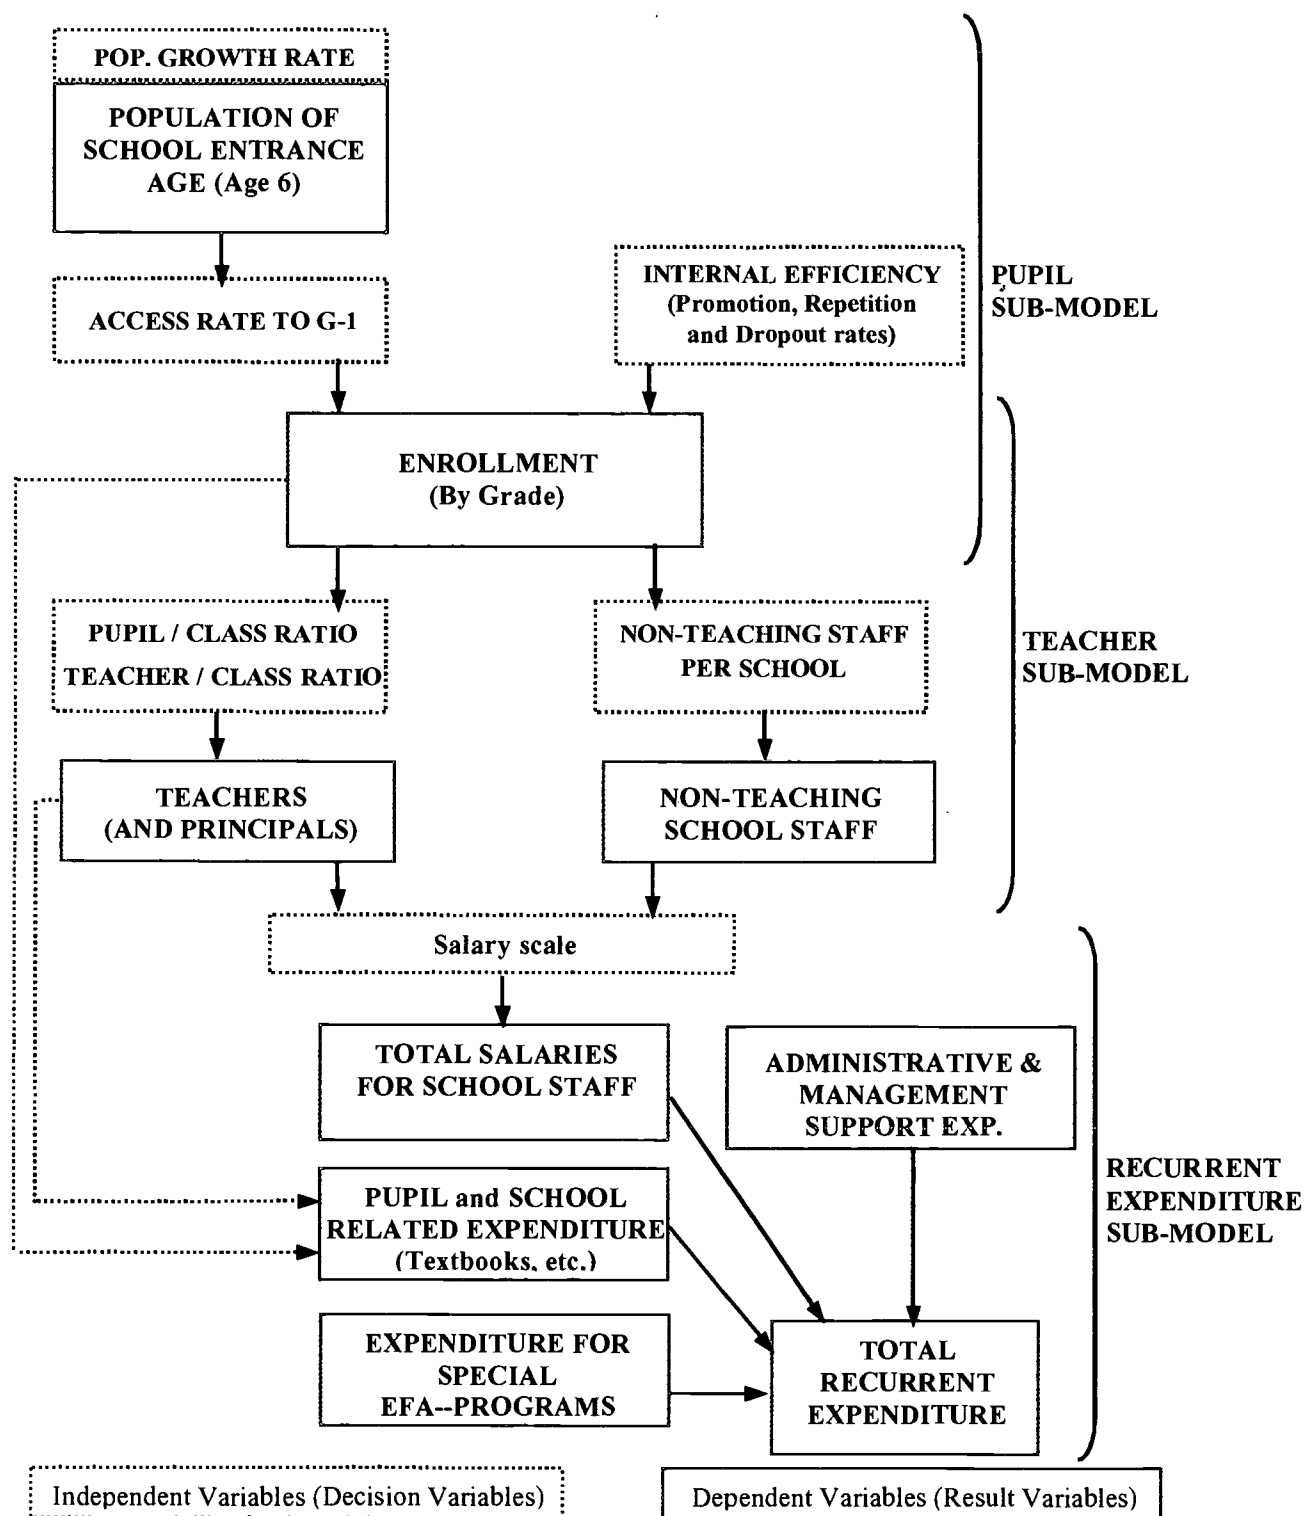 POP. GROWTH RATE
POPULATION OF
SCHOOL ENTRANCE
AGE (Age 6)
ACCESS RATE TO G-1
INTERNAL EFFICIENCY
(Promotion, Repetition
and Dropout rates)
PUPIL
SUB-MODEL
ENROLLMENT
(By Grade)
PUPIL / CLASS RATIO
TEACHER / CLASS RATIO
NON-TEACHING STAFF
PER SCHOOL
TEACHER
SUB-MODEL
TEACHERS
(AND PRINCIPALS)
NON-TEACHING
SCHOOL STAFF
Salary scale
TOTAL SALARIES
FOR SCHOOL STAFF
ADMINISTRATIVE &
MANAGEMENT
SUPPORT EXP.
PUPIL and SCHOOL
RELATED EXPENDITURE
(Textbooks, etc.)
RECURRENT
EXPENDITURE
SUB-MODEL
EXPENDITURE FOR
SPECIAL
EFA--PROGRAMS
TOTAL
RECURRENT
EXPENDITURE
Independent Variables (Decision Variables)
Dependent Variables (Result Variables)